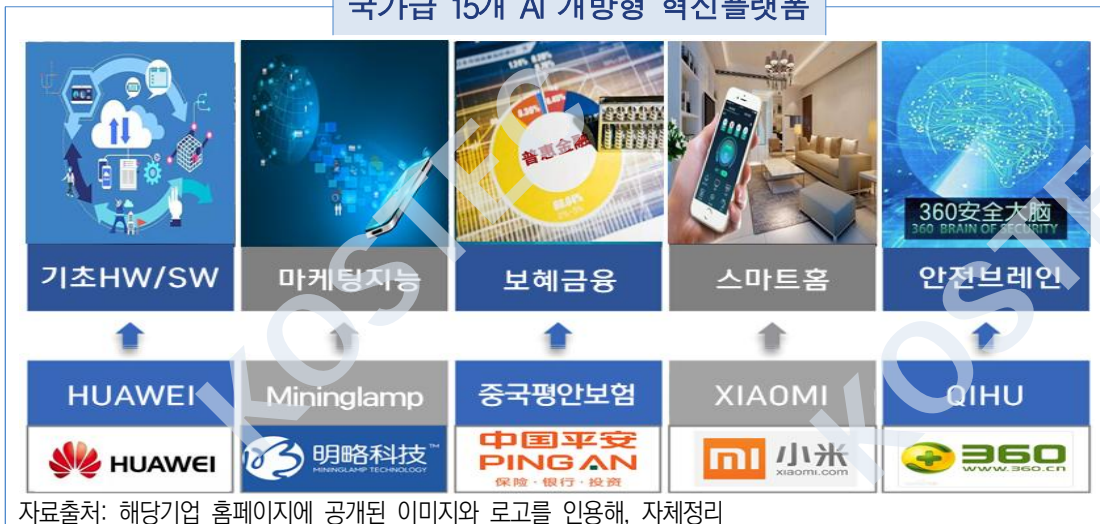 국가급 15개 AI 개방형 혁신플랫폼
普惠金融
360安全大脑
360 BRAIN OF SECURITY
기초HW/SW
마케팅지능
보혜금융
스마트홈
안전브레인
HUAWEI
Mininglamp
중국평안보험
XIAOMI
QIHU
HUAWEI
明略科技™
MININGLAMP TECHNOLOGY
中国平安
PING AN
保险·银行·投资
mi 小米
xiaomi.com
360
www.360.cn
KOSTEC
자료출처: 해당기업 홈페이지에 공개된 이미지와 로고를 인용해, 자체정리